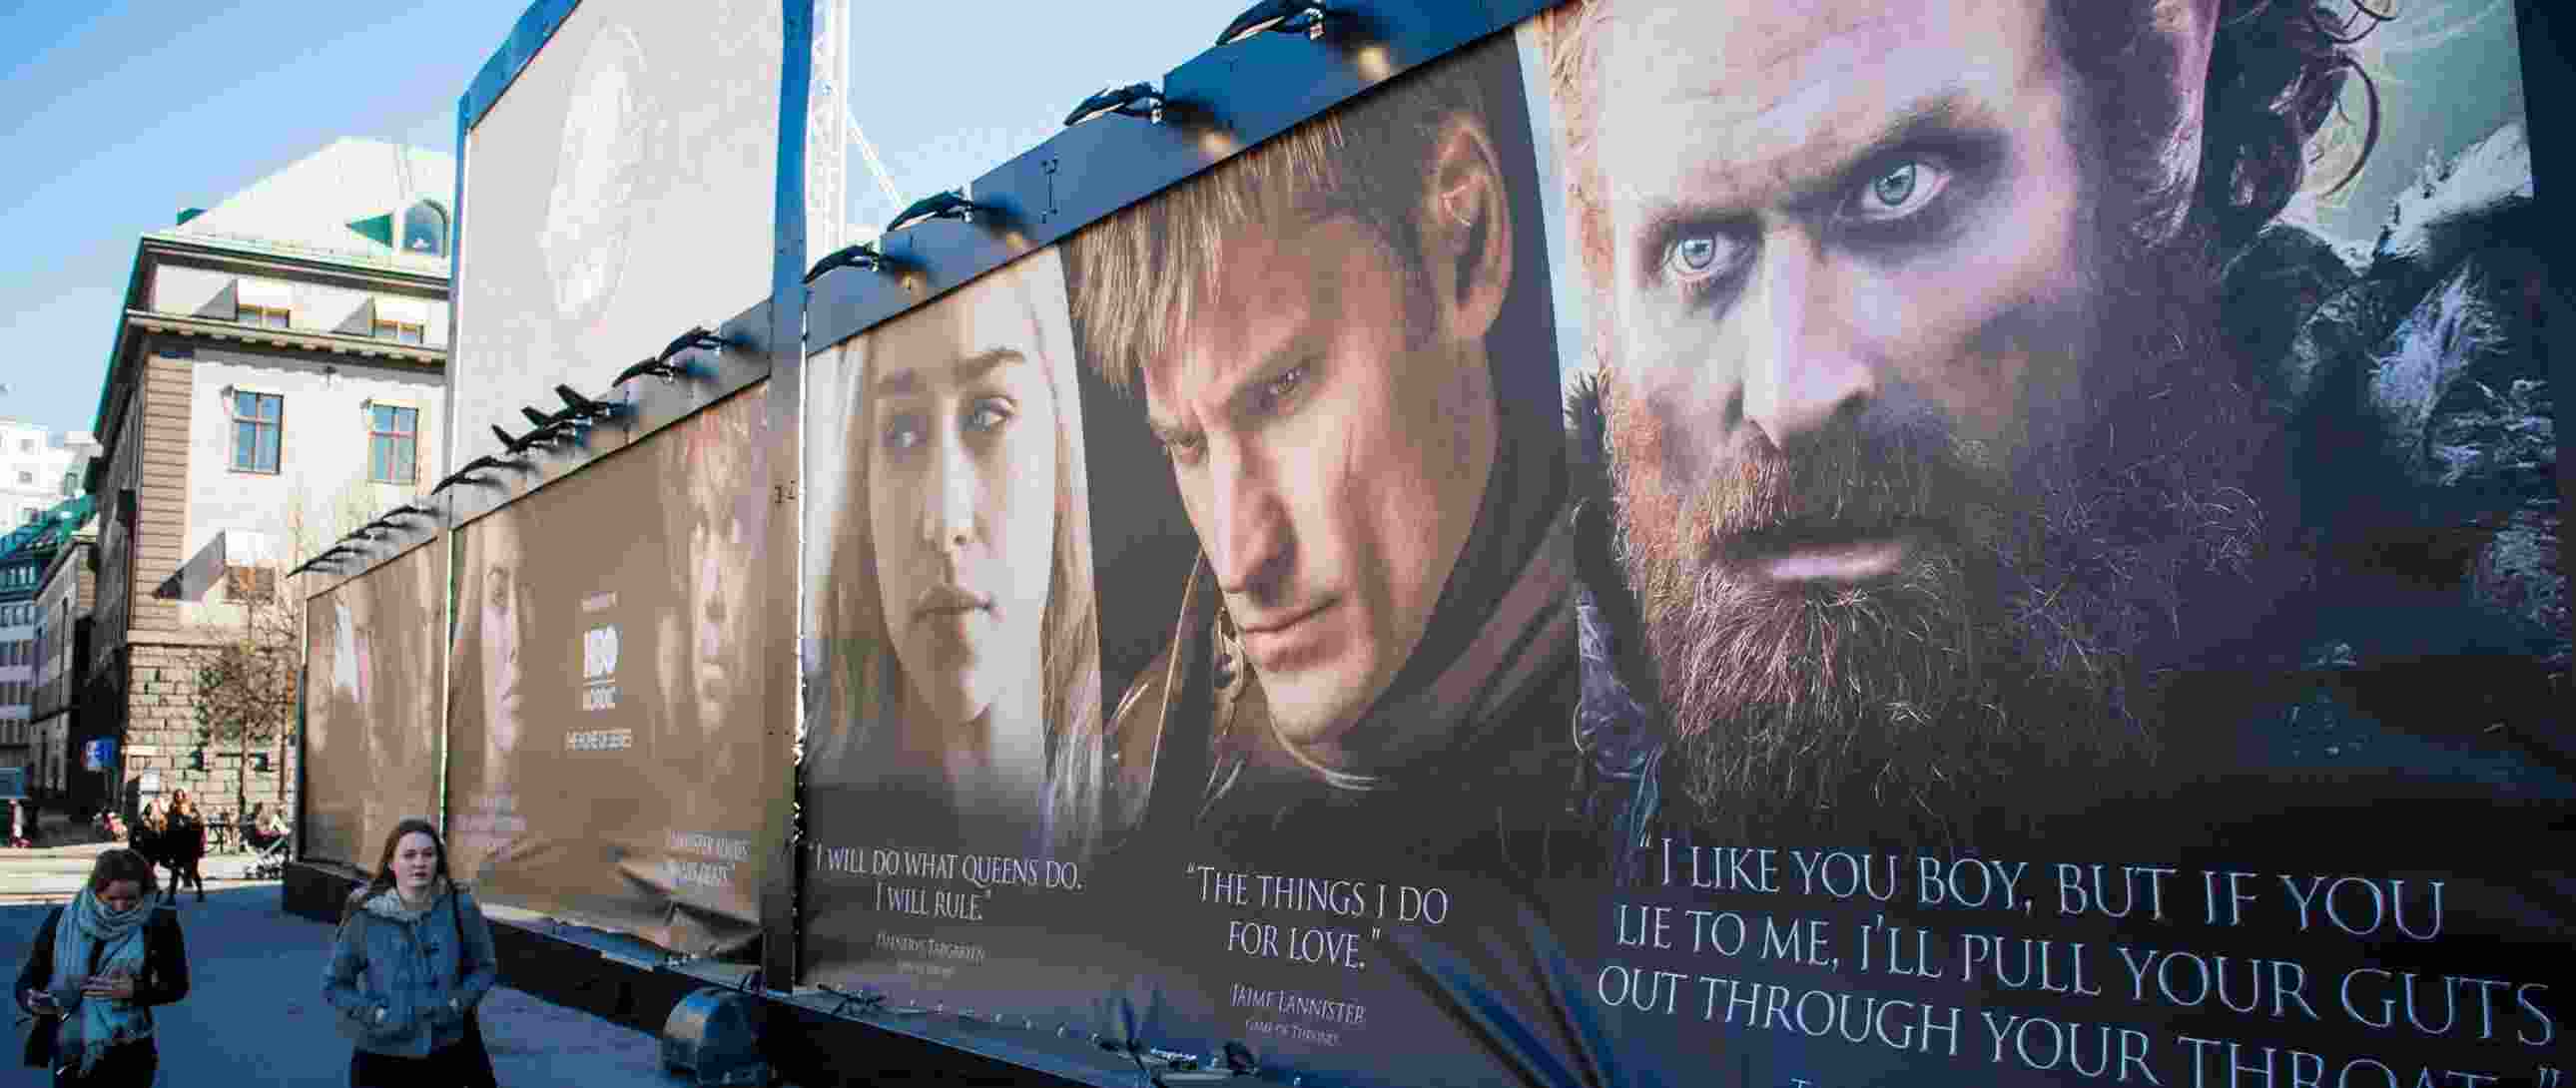 HBO
NORDIC
THE HOME OF SERIES
"I WILL DO WHAT QUEENS DO.
I WILL RULE."
DAENERYS TARGARYEN
"THE THINGS I DO
FOR LOVE."
JAIME LANNISTER
GAME OF THRONES
"I LIKE YOU BOY, BUT IF YOU
LIE TO ME, I'LL PULL YOUR GUTS
OUT THROUGH YOUR THROAT."